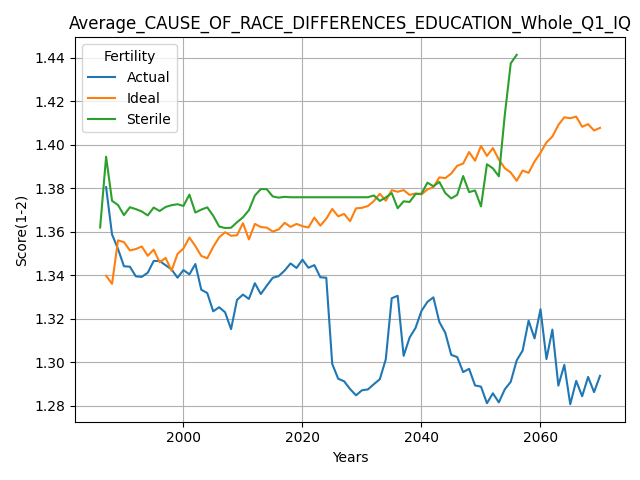 Average_CAUSE_OF_RACE_DIFFERENCES_EDUCATION_Whole_Q1_IQ
Fertility
Actual
Ideal
Sterile
Score(1-2)
1.44
1.42
1.40
1.38
1.36
1.34
1.32
1.30
1.28
2000 2020 2040 2060
Years